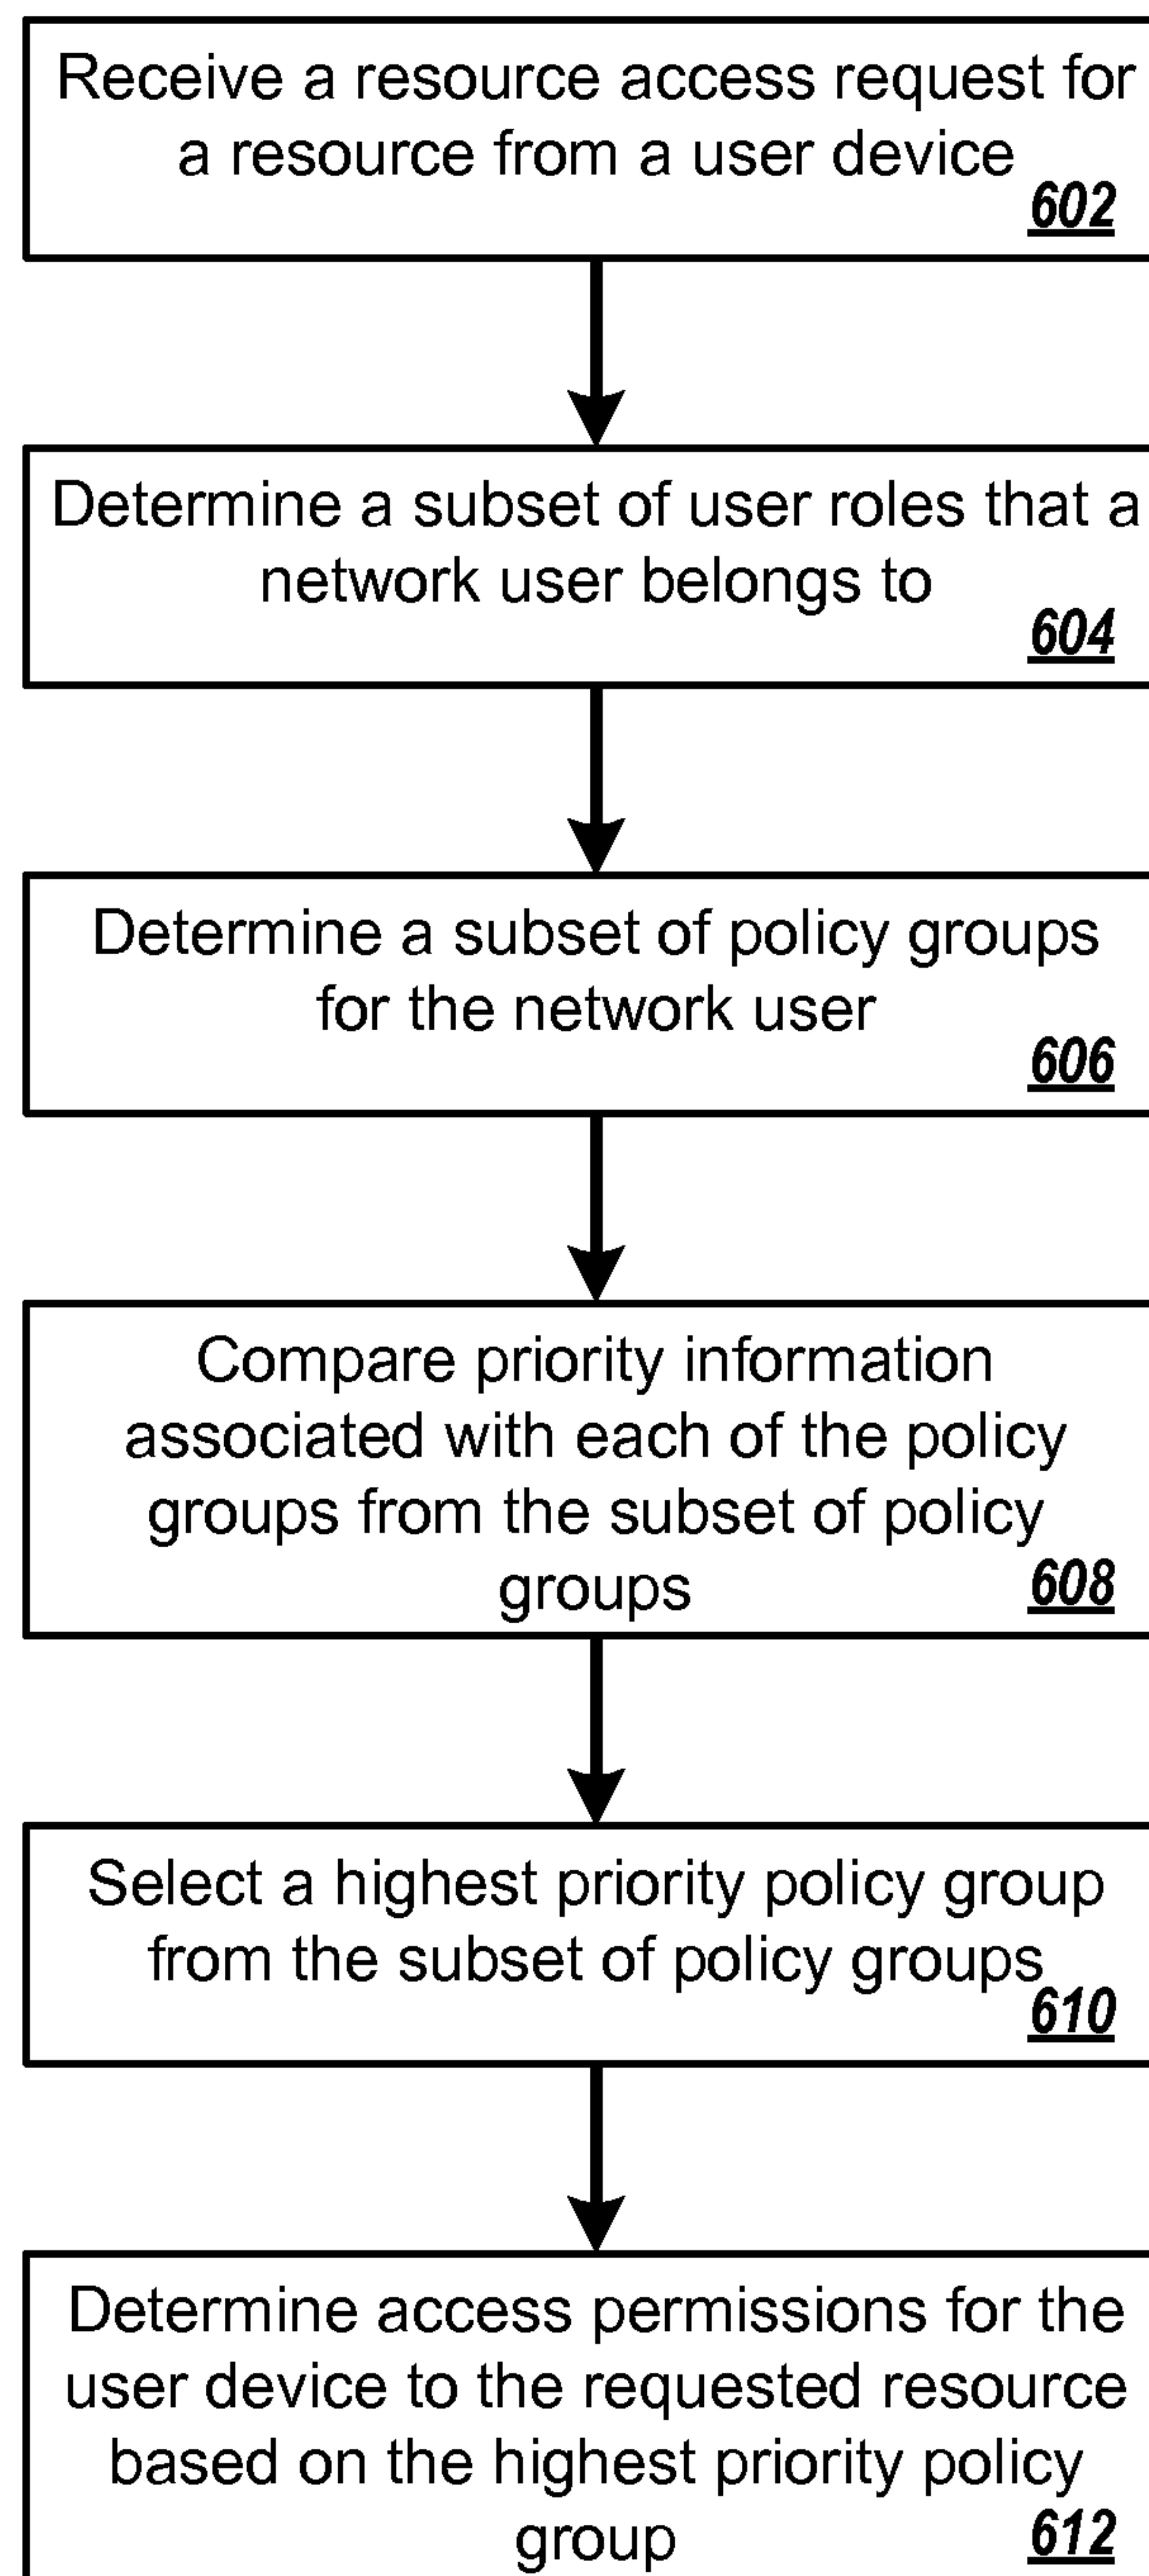 Receive a resource access request for
a resource from a user device
602
Determine a subset of user roles that a
network user belongs to
604
Determine a subset of policy groups
for the network user
606
Compare priority information
associated with each of the policy
groups from the subset of policy
groups
608
Select a highest priority policy group
from the subset of policy groups
610
Determine access permissions for the
user device to the requested resource
based on the highest priority policy
group
612